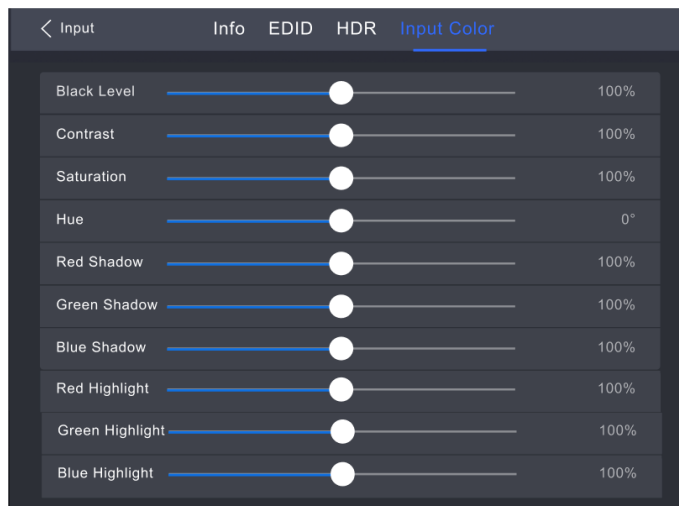 Input Info EDID HDR Input Color
Black Level 100%
Contrast 100%
Saturation 100%
Hue 0°
Red Shadow 100%
Green Shadow 100%
Blue Shadow 100%
Red Highlight 100%
Green Highlight 100%
Blue Highlight 100%